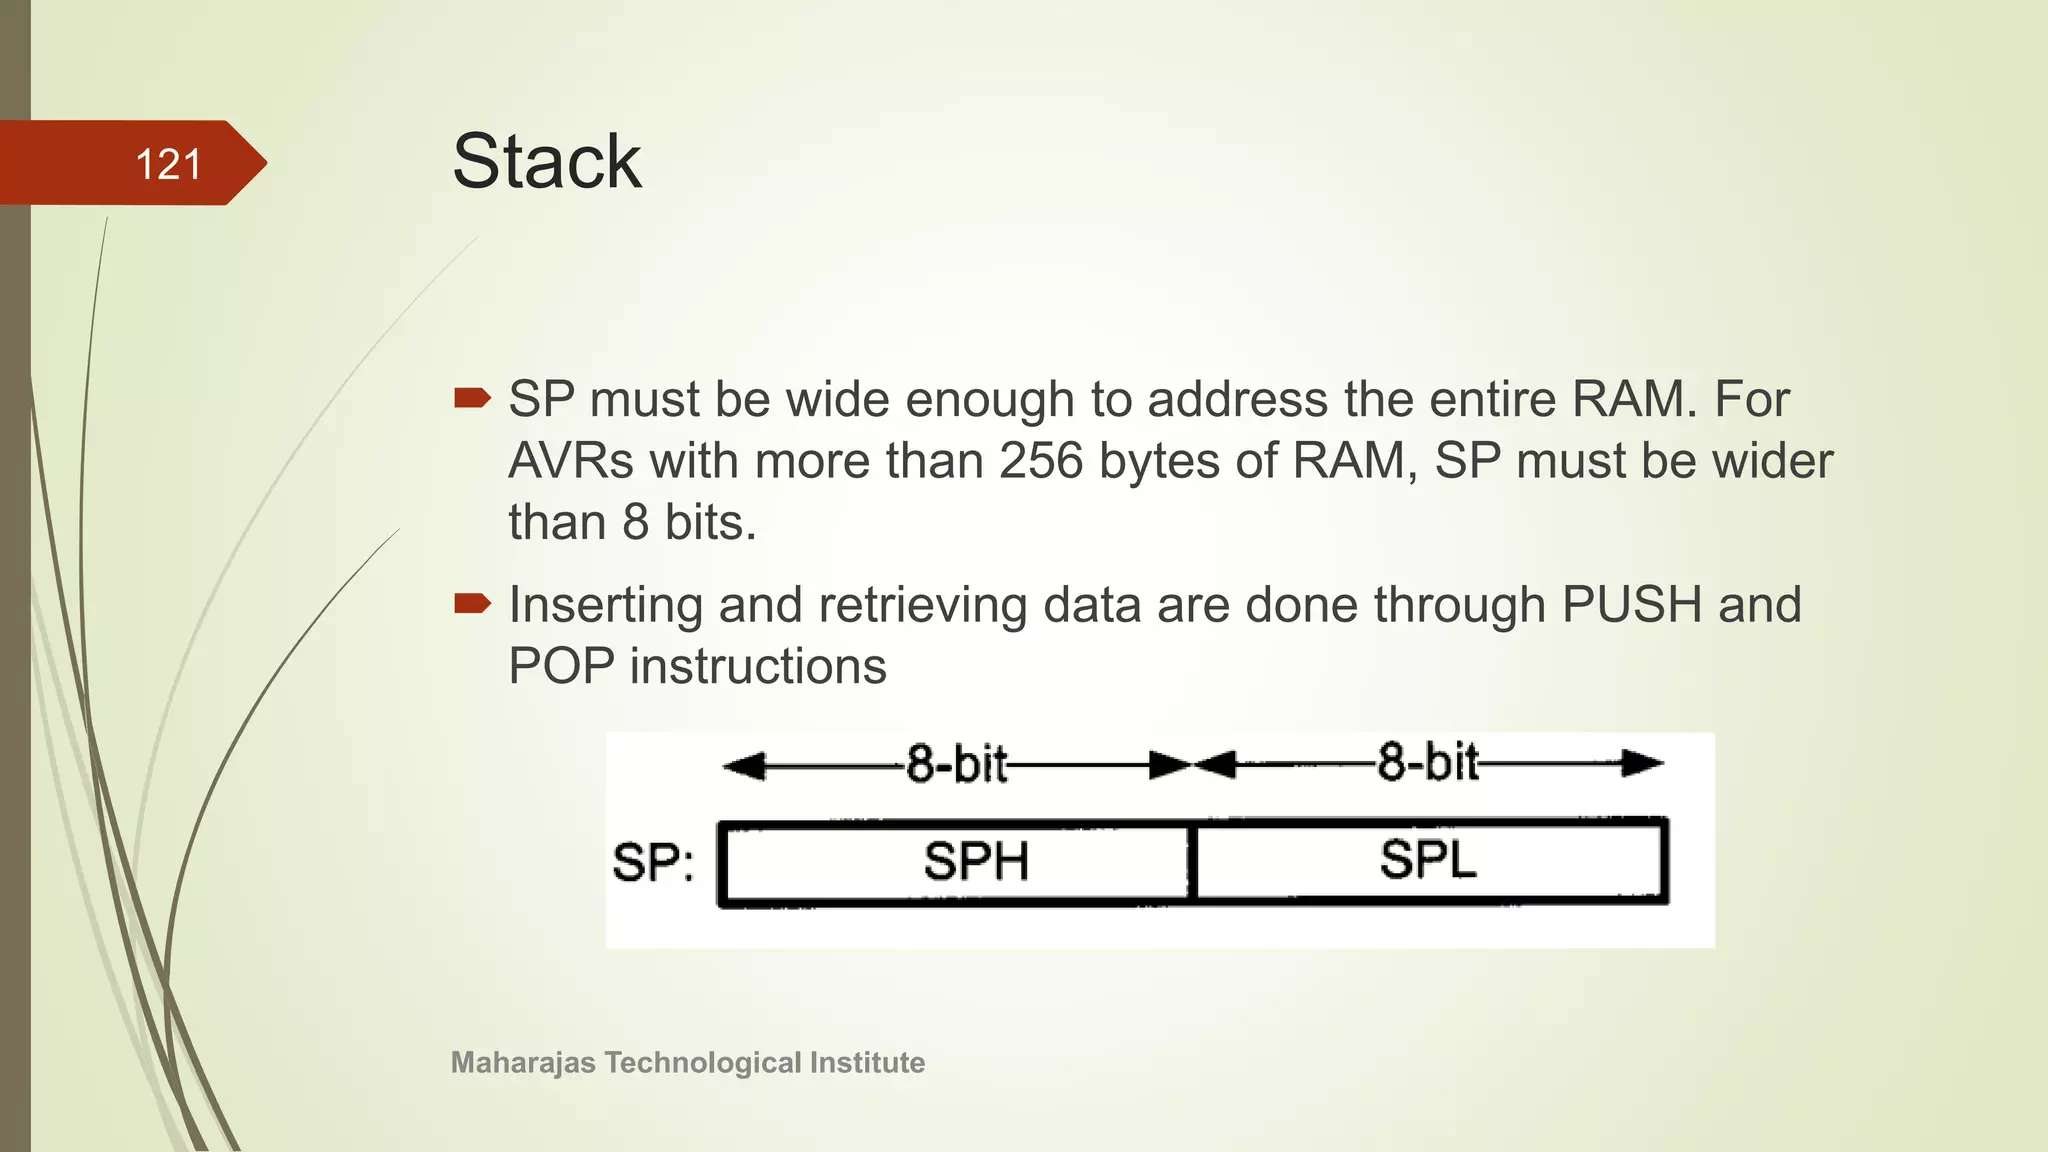 121
Stack
SP must be wide enough to address the entire RAM. For
AVRs with more than 256 bytes of RAM, SP must be wider
than 8 bits.
Inserting and retrieving data are done through PUSH and
POP instructions
8-bit 8-bit
SP: SPH SPL
Maharajas Technological Institute